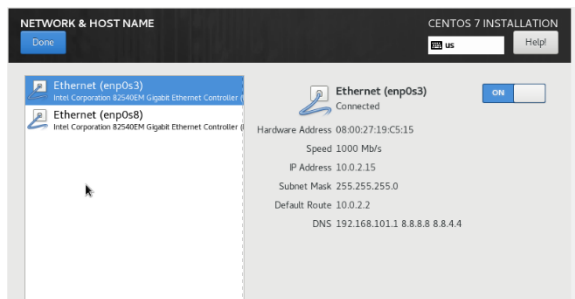 NETWORK & HOST NAME
CENTOS 7 INSTALLATION
Done
us
Help!
Ethernet (enp0s3)
Intel Corporation 82540EM Gigabit Ethernet Controller (
Ethernet (enp0s8)
Intel Corporation 82540EM Gigabit Ethernet Controller (
Ethernet (enp0s3)
Connected
ON
Hardware Address 08:00:27:19:C5:15
Speed 1000 Mb/s
IP Address 10.0.2.15
Subnet Mask 255.255.255.0
Default Route 10.0.2.2
DNS 192.168.101.1 8.8.8.8 8.8.4.4